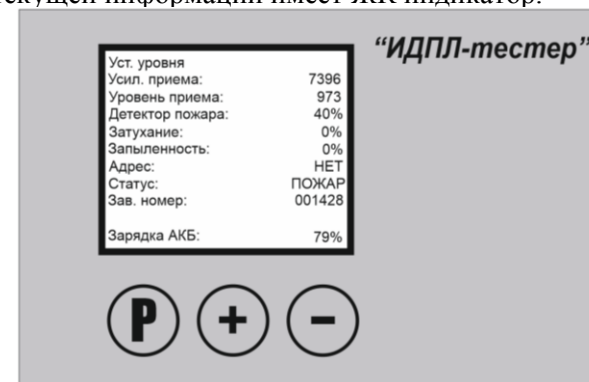 текущей информации имеет ЖК индикатор.
“ИДПЛ-тестер”
Уст. уровня
Усил. приема: 7396
Уровень приема: 973
Детектор пожара: 40%
Затухание: 0%
Запыленность: 0%
Адрес: НЕТ
Статус: ПОЖАР
Зав. номер: 001428
Зарядка АКБ: 79%
P + -